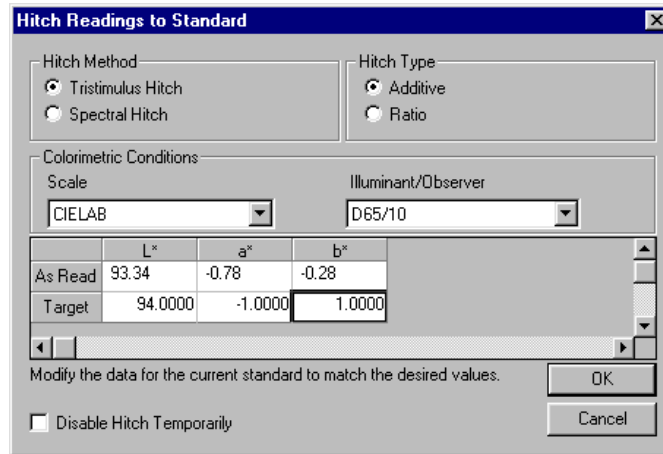 Hitch Readings to Standard
Hitch Method
Tristimulus Hitch
Spectral Hitch
Hitch Type
Additive
Ratio
Colorimetric Conditions
Scale
CIELAB
Illuminant/Observer
D65/10
L* a* b*
As Read 93.34 -0.78 -0.28
Target 94.0000 -1.0000 1.0000
Modify the data for the current standard to match the desired values.
OK
Disable Hitch Temporarily
Cancel